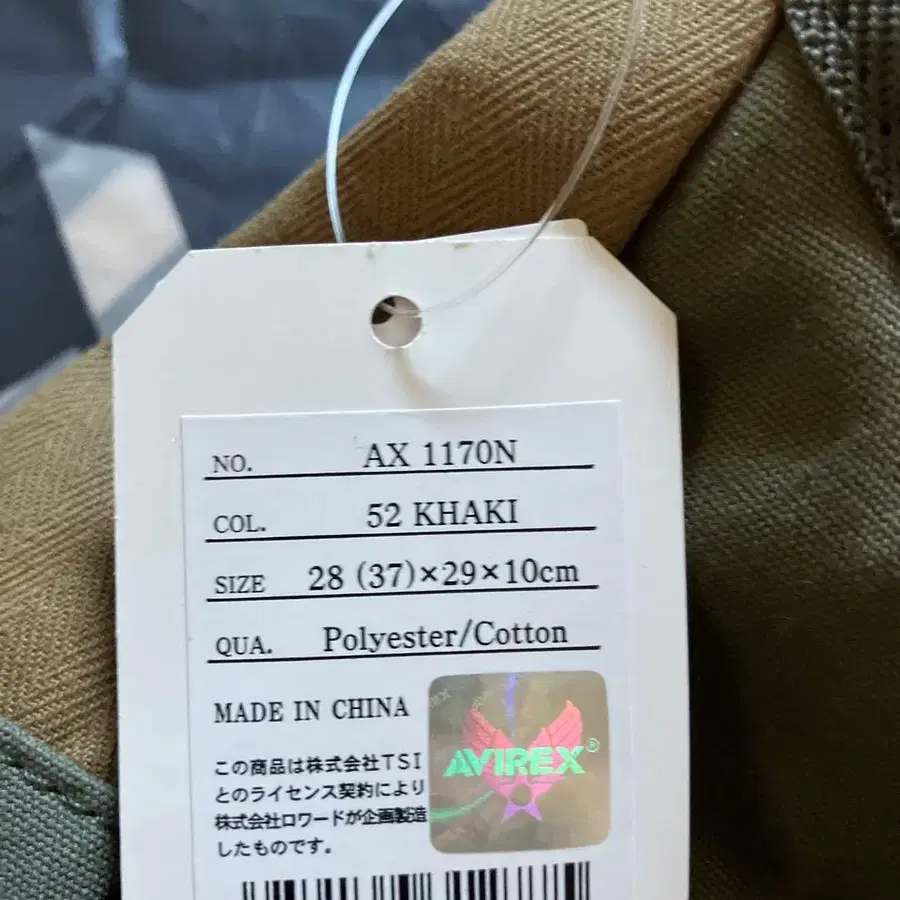 NO. AX 1170N
COL. 52 KHAKI
SIZE 28 (37)×29×10cm
QUA. Polyester/Cotton
MADE IN CHINA
この商品は株式会社TSI
とのライセンス契約により
株式会社ロワードが企画製造
したものです。
AVIREX®